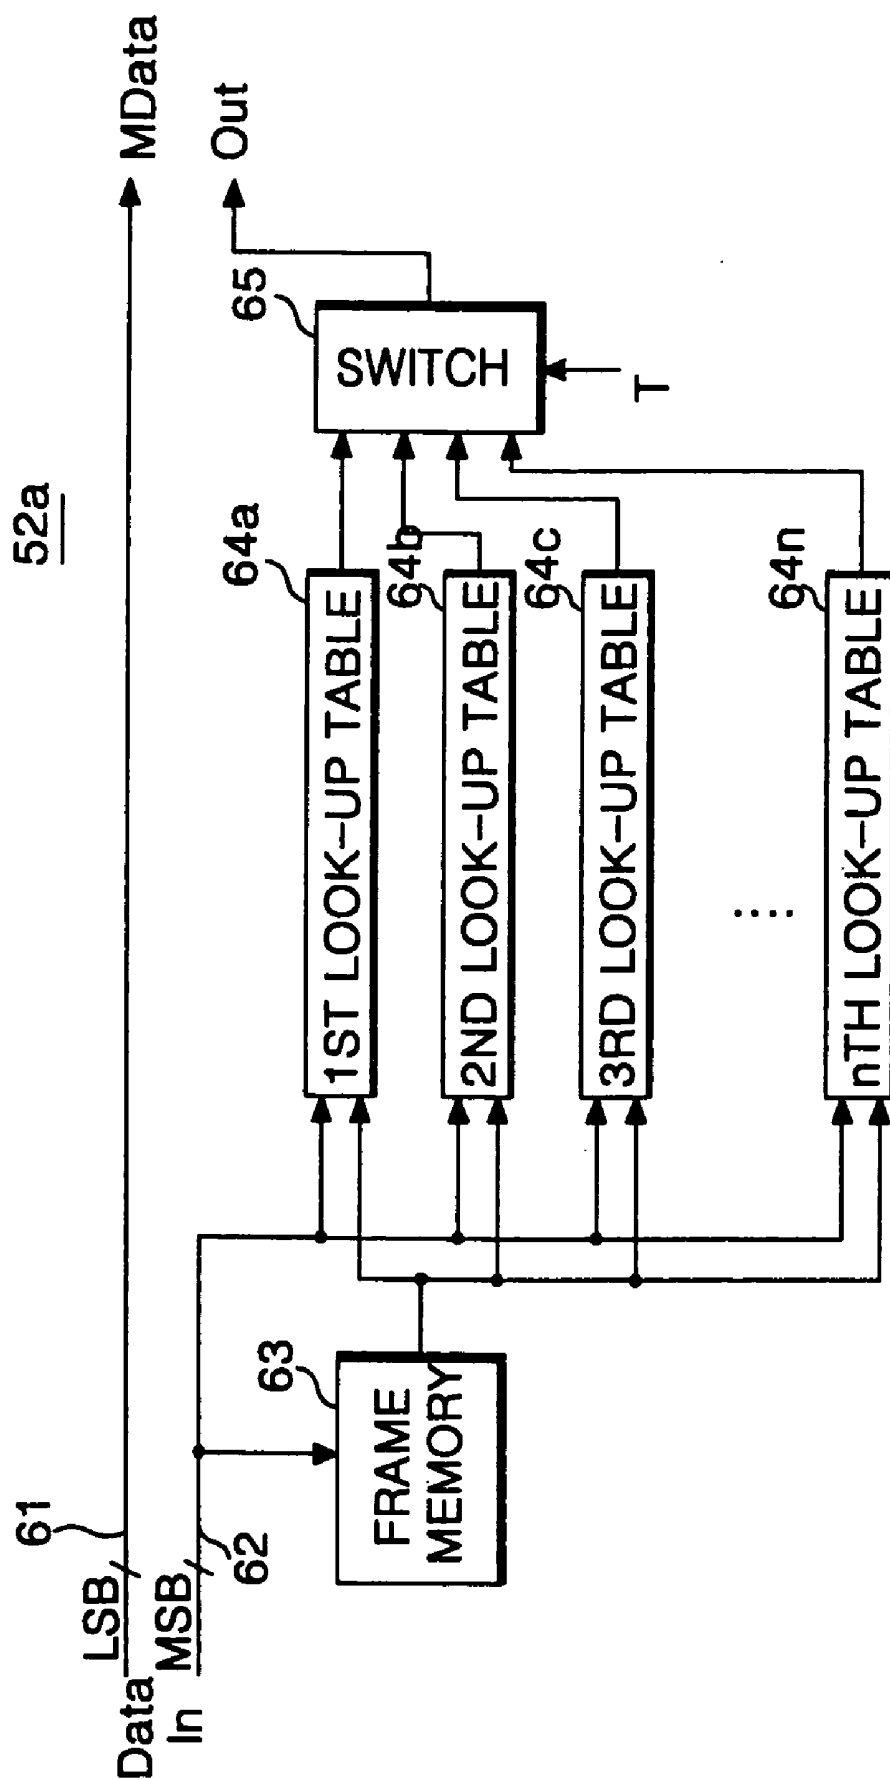 52a
61
LSB
Data
In
MSB
62
MData
Out
63
FRAME
MEMORY
64a
1ST LOOK-UP TABLE
64b
2ND LOOK-UP TABLE
64c
3RD LOOK-UP TABLE
....
64n
nTH LOOK-UP TABLE
65
SWITCH
T